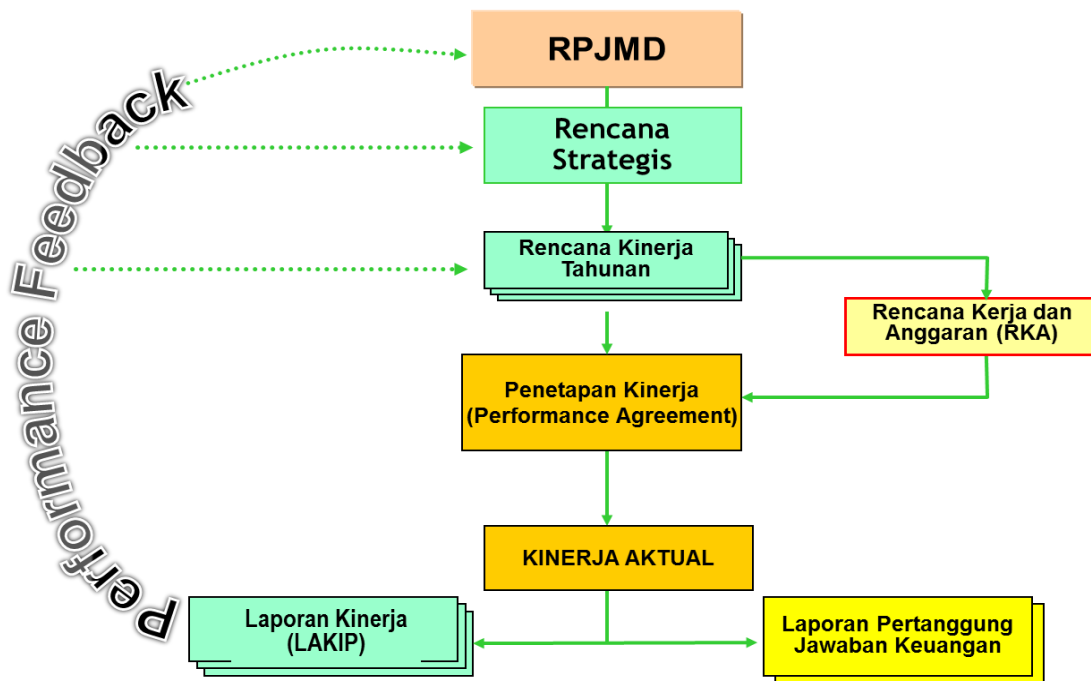 RPJMD
Rencana
Strategis
Rencana Kinerja
Tahunan
Rencana Kerja dan
Anggaran (RKA)
Penetapan Kinerja
(Performance Agreement)
KINERJA AKTUAL
Laporan Kinerja
(LAKIP)
Laporan Pertanggung
Jawaban Keuangan
Performance Feedback